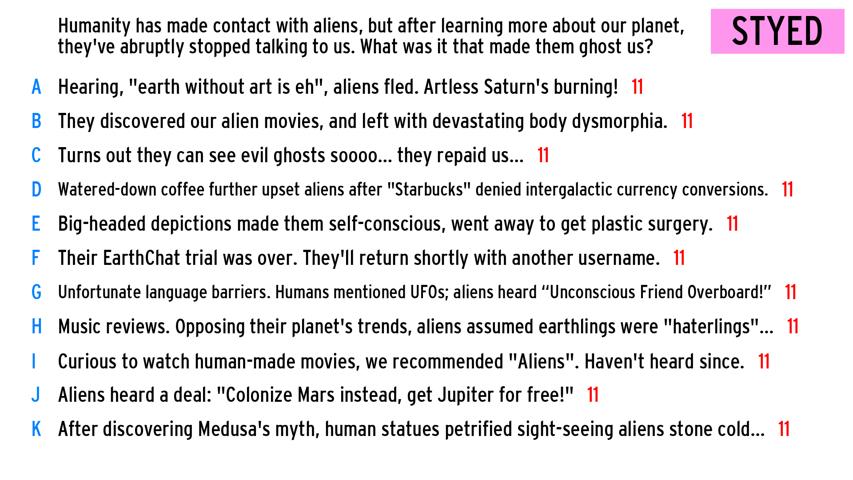 Humanity has made contact with aliens, but after learning more about our planet,
they've abruptly stopped talking to us. What was it that made them ghost us?
STYED
A Hearing, "earth without art is eh", aliens fled. Artless Saturn's burning! 11
B They discovered our alien movies, and left with devastating body dysmorphia. 11
C Turns out they can see evil ghosts soooo... they repaid us... 11
D Watered-down coffee further upset aliens after "Starbucks" denied intergalactic currency conversions. 11
E Big-headed depictions made them self-conscious, went away to get plastic surgery. 11
F Their EarthChat trial was over. They'll return shortly with another username. 11
G Unfortunate language barriers. Humans mentioned UFOs; aliens heard “Unconscious Friend Overboard!” 11
H Music reviews. Opposing their planet's trends, aliens assumed earthlings were "haterlings"... 11
I Curious to watch human-made movies, we recommended "Aliens". Haven't heard since. 11
J Aliens heard a deal: "Colonize Mars instead, get Jupiter for free!" 11
K After discovering Medusa's myth, human statues petrified sight-seeing aliens stone cold... 11